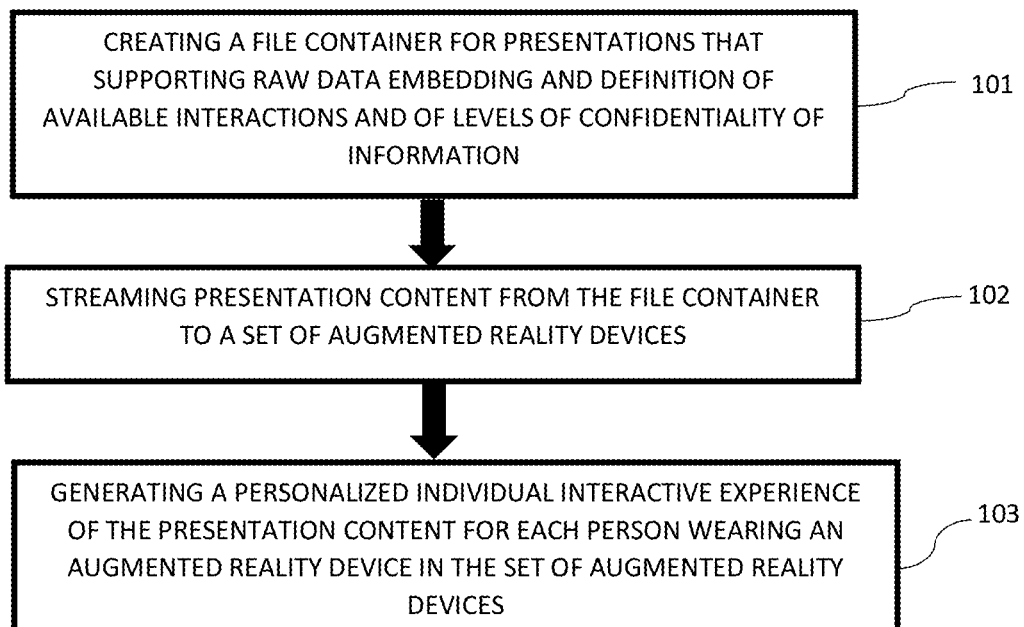 CREATING A FILE CONTAINER FOR PRESENTATIONS THAT
SUPPORTING RAW DATA EMBEDDING AND DEFINITION OF
AVAILABLE INTERACTIONS AND OF LEVELS OF CONFIDENTIALITY OF
INFORMATION
101
STREAMING PRESENTATION CONTENT FROM THE FILE CONTAINER
TO A SET OF AUGMENTED REALITY DEVICES
102
GENERATING A PERSONALIZED INDIVIDUAL INTERACTIVE EXPERIENCE
OF THE PRESENTATION CONTENT FOR EACH PERSON WEARING AN
AUGMENTED REALITY DEVICE IN THE SET OF AUGMENTED REALITY
DEVICES
103